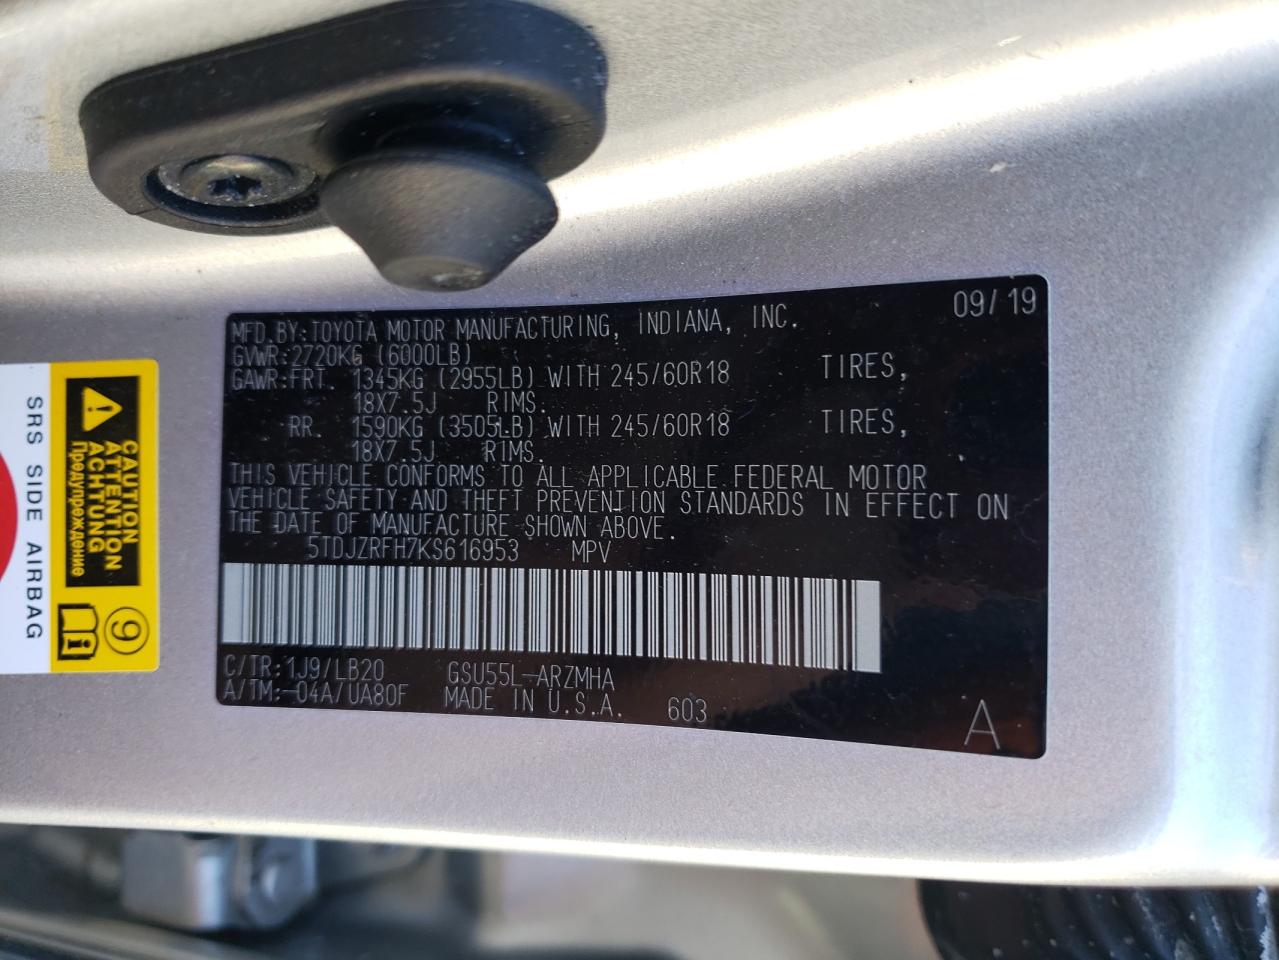 09/19
MFD.BY:TOYOTA MOTOR MANUFACTURING, INDIANA, INC.
GVWR:2720KG (6000LB)
GAWR:FRT. 1345KG (2955LB) WITH 245/60R18 TIRES,
18X7.5J RIMS.
RR. 1590KG (3505LB) WITH 245/60R18 TIRES,
18X7.5J RIMS.
THIS VEHICLE CONFORMS TO ALL APPLICABLE FEDERAL MOTOR
VEHICLE SAFETY AND THEFT PREVENTION STANDARDS IN EFFECT ON
THE DATE OF MANUFACTURE SHOWN ABOVE.
5TDJZRFH7KS616953 MPV
C/TR:1J9/LB20 GSU55L-ARZMHA
A/TM:-04A/UA80F MADE IN U.S.A. 603
A
CAUTION
ATTENTION
ACHTUNG
Предупреждение
9
i
SRS SIDE AIRBAG